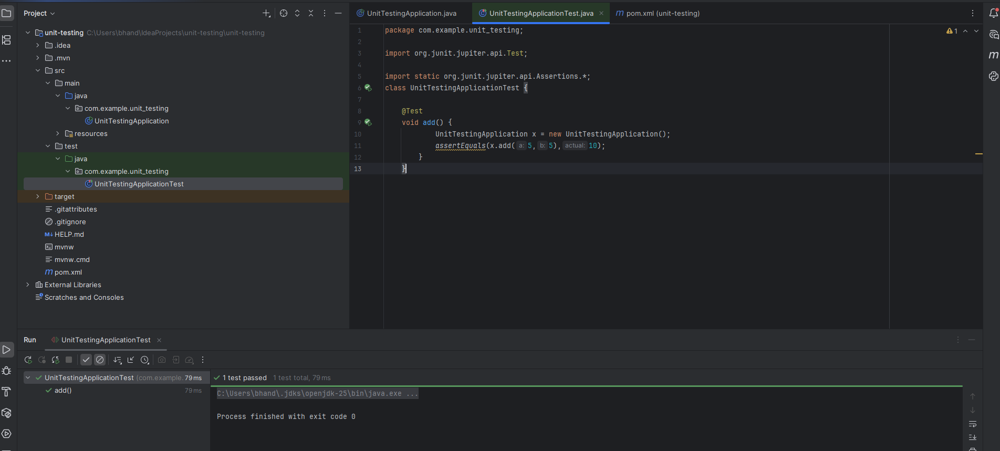 Project
unit-testing C:\Users\bhand\IdeaProjects\unit-testing\unit-testing
.idea
.mvn
src
main
java
com.example.unit_testing
UnitTestingApplication
resources
test
java
com.example.unit_testing
UnitTestingApplicationTest
target
.gitattributes
.gitignore
M↓ HELP.md
mvnw
mvnw.cmd
m pom.xml
External Libraries
Scratches and Consoles
UnitTestingApplication.java UnitTestingApplicationTest.java m pom.xml (unit-testing)
1 package com.example.unit_testing; 1
2
3 import org.junit.jupiter.api.Test;
4
5 import static org.junit.jupiter.api.Assertions.*;
6 class UnitTestingApplicationTest {
7
8 @Test
9 void add() {
10 UnitTestingApplication x = new UnitTestingApplication();
11 assertEquals(x.add( a: 5, b: 5), actual: 10);
12 }
13 }
m
Run UnitTestingApplicationTest
UnitTestingApplicationTest (com.example. 79 ms
add() 79 ms
1 test passed 1 test total, 79 ms
C:\Users\bhand\.jdks\openjdk-25\bin\java.exe ...
Process finished with exit code 0